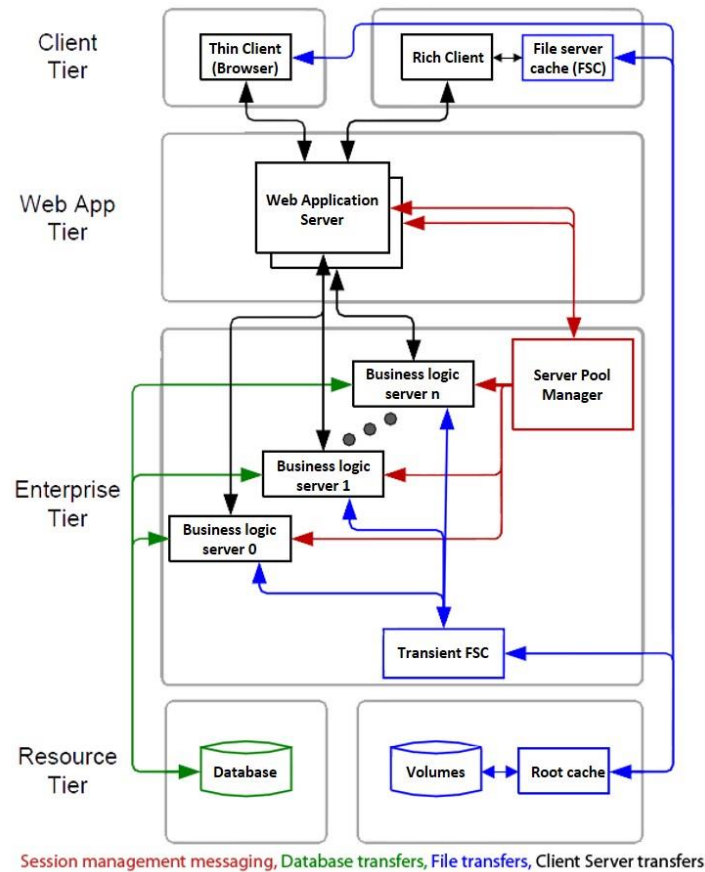 Client
Tier
Thin Client
(Browser)
Rich Client
File server
cache (FSC)
Web App
Tier
Web Application
Server
Enterprise
Tier
Business logic
server n
Server Pool
Manager
Business logic
server 1
Business logic
server 0
Transient FSC
Resource
Tier
Database
Volumes
Root cache
Session management messaging, Database transfers, File transfers, Client Server transfers